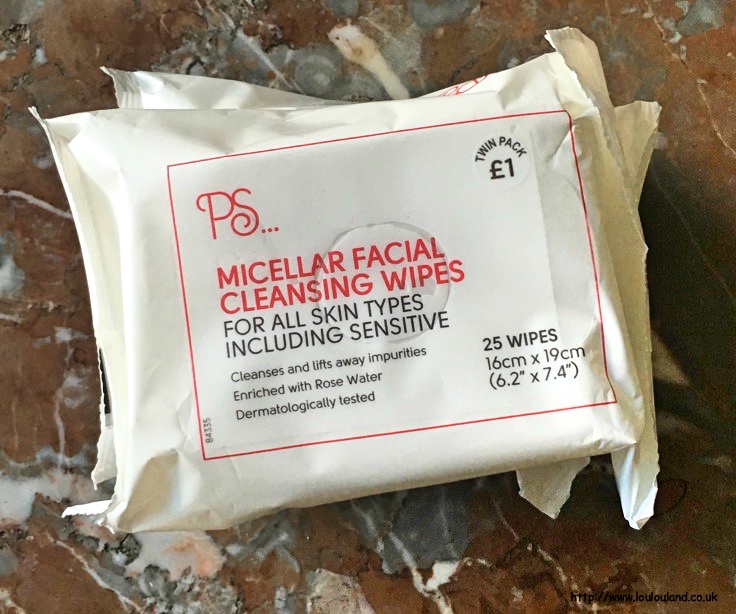 TWIN PACK
£1
PS...
MICELLAR FACIAL
CLEANSING WIPES
FOR ALL SKIN TYPES
INCLUDING SENSITIVE
Cleanses and lifts away impurities
Enriched with Rose Water
Dermatologically tested
25 WIPES
16cm x 19cm
(6.2" x 7.4")
B4335
http://www.loulouland.co.uk